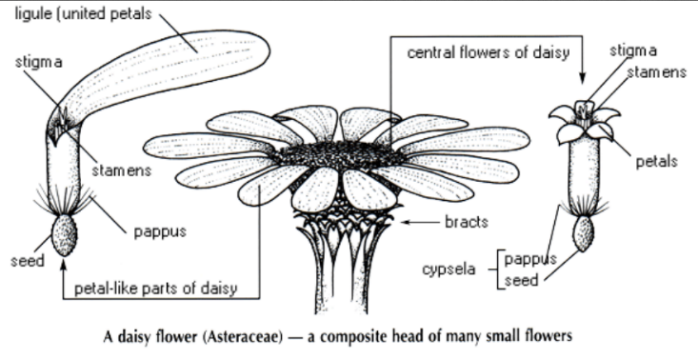 ligule (united petals
stigma
stamens
pappus
seed
petal-like parts of daisy
central flowers of daisy
bracts
stigma
stamens
petals
cypsela
pappus
seed
A daisy flower (Asteraceae) — a composite head of many small flowers